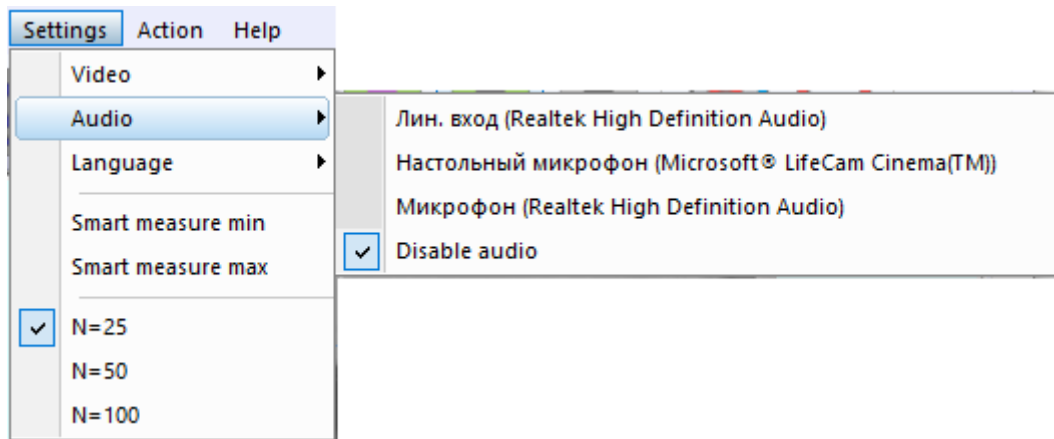 Settings Action Help
Video
Audio
Language
Smart measure min
Smart measure max
N=25
N=50
N=100
Лин. вход (Realtek High Definition Audio)
Настольный микрофон (Microsoft® LifeCam Cinema(TM))
Микрофон (Realtek High Definition Audio)
Disable audio